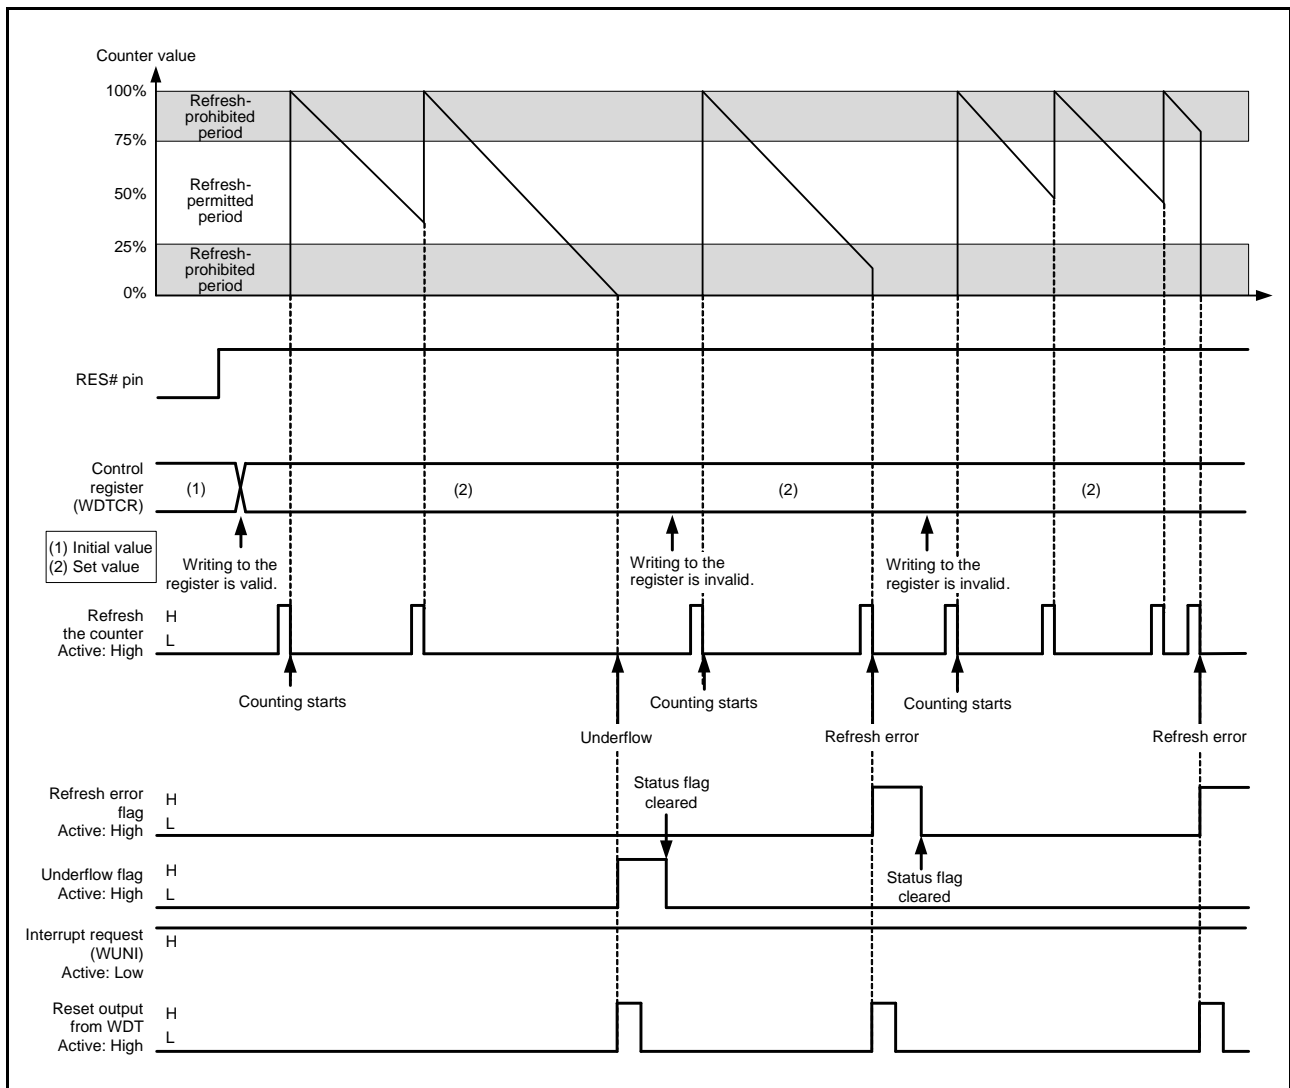 Counter value
100%
Refresh-
prohibited
period
75%
Refresh-
permitted
period
50%
25%
Refresh-
prohibited
period
0%
RES# pin
Control
register
(WDTCR)
(1)
(2)
(2)
(2)
(1) Initial value
(2) Set value
Writing to the
register is valid.
Writing to the
register is invalid.
Writing to the
register is invalid.
Refresh
the counter
Active: High
H
L
Counting starts
Counting starts
Counting starts
Underflow
Refresh error
Refresh error
Refresh error
flag
Active: High
H
L
Status flag
cleared
Status flag
cleared
Underflow flag
Active: High
H
L
Interrupt request
(WUNI)
Active: Low
H
Reset output
from WDT
Active: High
H
L